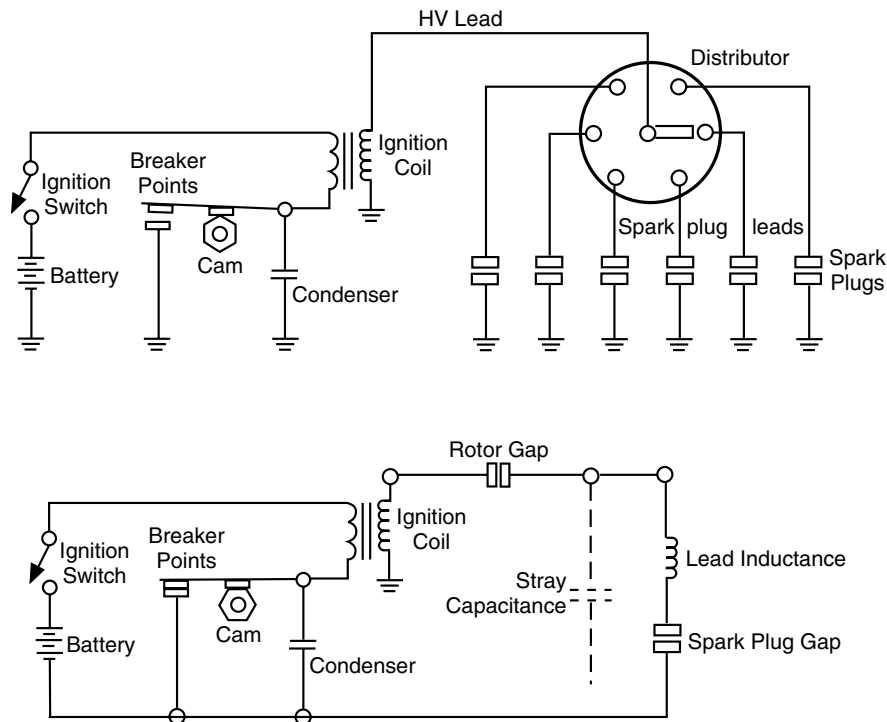 HV Lead
Distributor
Ignition
Coil
Breaker
Points
Ignition
Switch
Cam
Battery
Condenser
Spark plug leads
Spark
Plugs
Rotor Gap
Ignition
Coil
Breaker
Points
Ignition
Switch
Lead Inductance
Stray
Capacitance
Cam
Battery
Condenser
Spark Plug Gap